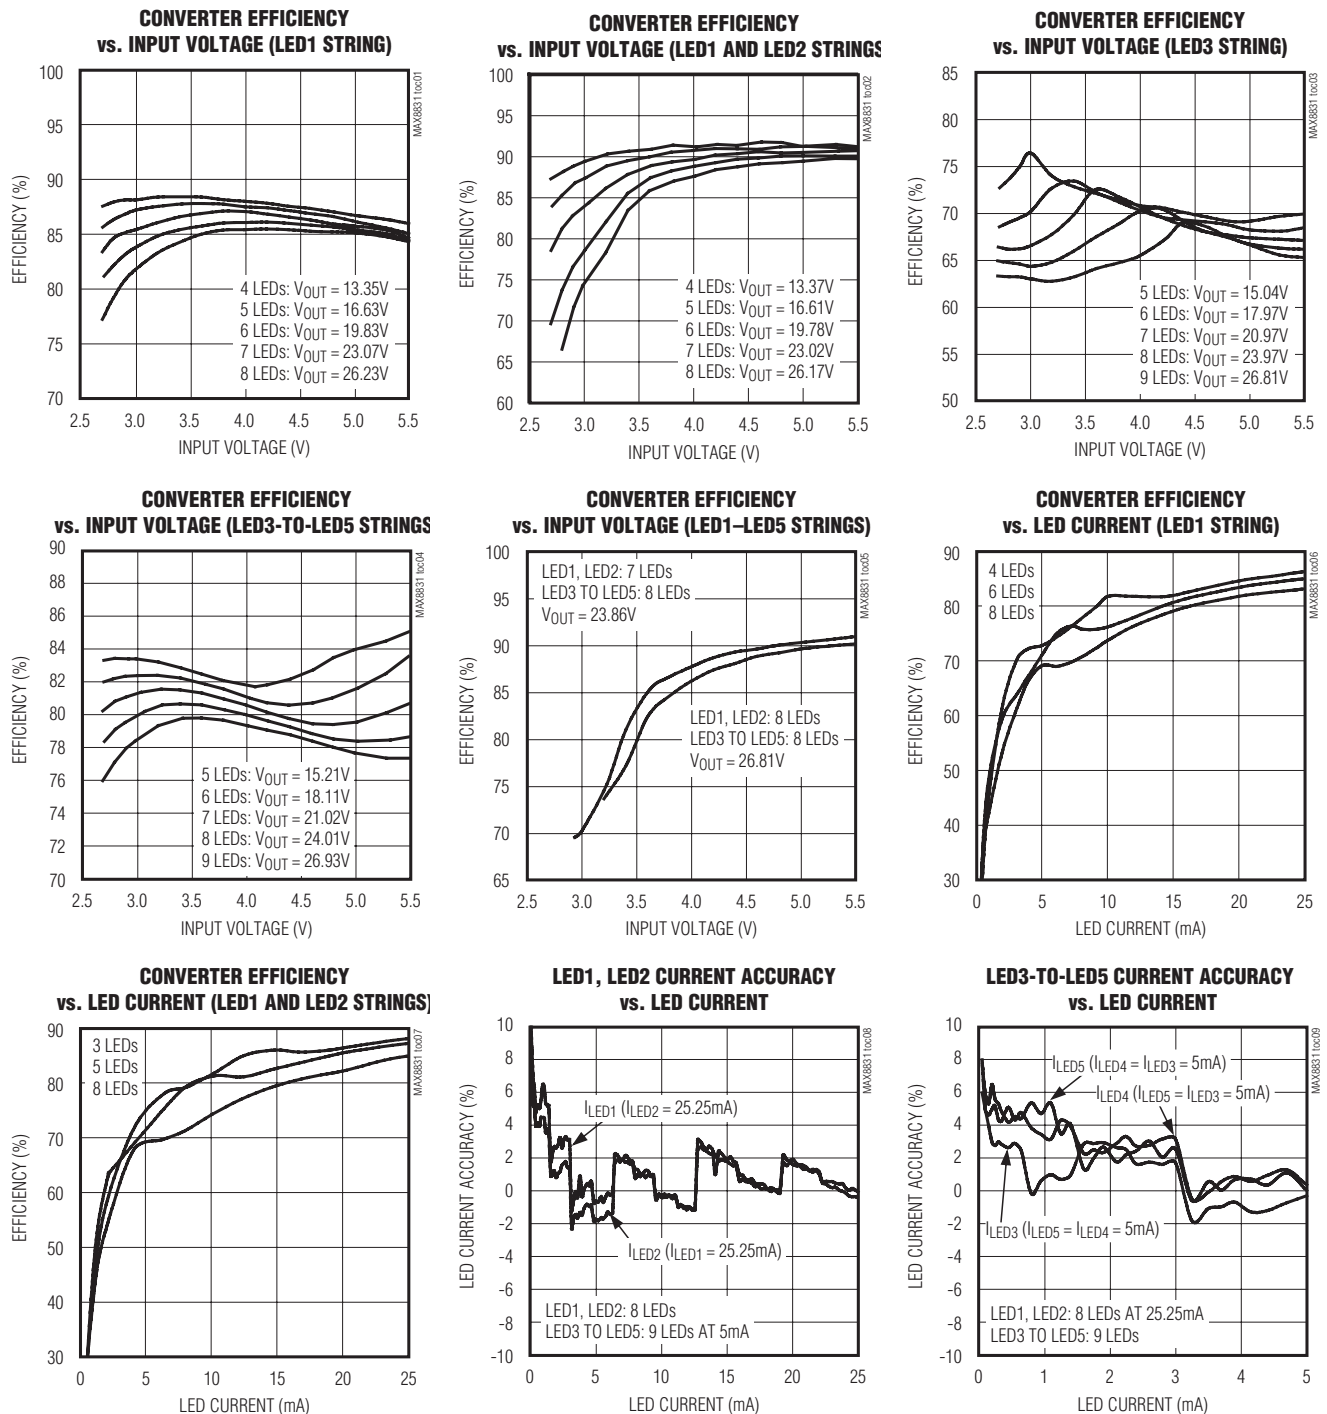 CONVERTER EFFICIENCY
vs. INPUT VOLTAGE (LED1 STRING)
MAX8831 toc01
EFFICIENCY (%)
100
95
90
85
80
75
70
4 LEDs: VOUT = 13.35V
5 LEDs: VOUT = 16.63V
6 LEDs: VOUT = 19.83V
7 LEDs: VOUT = 23.07V
8 LEDs: VOUT = 26.23V
2.5 3.0 3.5 4.0 4.5 5.0 5.5
INPUT VOLTAGE (V)
CONVERTER EFFICIENCY
vs. INPUT VOLTAGE (LED1 AND LED2 STRINGS
MAX8831 toc02
EFFICIENCY (%)
100
95
90
85
80
75
70
65
60
4 LEDs: VOUT = 13.37V
5 LEDs: VOUT = 16.61V
6 LEDs: VOUT = 19.78V
7 LEDs: VOUT = 23.02V
8 LEDs: VOUT = 26.17V
2.5 3.0 3.5 4.0 4.5 5.0 5.5
INPUT VOLTAGE (V)
CONVERTER EFFICIENCY
vs. INPUT VOLTAGE (LED3 STRING)
MAX8831 toc03
EFFICIENCY (%)
85
80
75
70
65
60
55
50
5 LEDs: VOUT = 15.04V
6 LEDs: VOUT = 17.97V
7 LEDs: VOUT = 20.97V
8 LEDs: VOUT = 23.97V
9 LEDs: VOUT = 26.81V
2.5 3.0 3.5 4.0 4.5 5.0 5.5
INPUT VOLTAGE (V)
CONVERTER EFFICIENCY
vs. INPUT VOLTAGE (LED3-TO-LED5 STRINGS
MAX8831 toc04
EFFICIENCY (%)
90
88
86
84
82
80
78
76
74
72
70
5 LEDs: VOUT = 15.21V
6 LEDs: VOUT = 18.11V
7 LEDs: VOUT = 21.02V
8 LEDs: VOUT = 24.01V
9 LEDs: VOUT = 26.93V
2.5 3.0 3.5 4.0 4.5 5.0 5.5
INPUT VOLTAGE (V)
CONVERTER EFFICIENCY
vs. INPUT VOLTAGE (LED1–LED5 STRINGS)
MAX8831 toc05
EFFICIENCY (%)
100
95
90
85
80
75
70
65
LED1, LED2: 7 LEDs
LED3 TO LED5: 8 LEDs
VOUT = 23.86V
LED1, LED2: 8 LEDs
LED3 TO LED5: 8 LEDs
VOUT = 26.81V
2.5 3.0 3.5 4.0 4.5 5.0 5.5
INPUT VOLTAGE (V)
CONVERTER EFFICIENCY
vs. LED CURRENT (LED1 STRING)
MAX8831 toc06
EFFICIENCY (%)
90
80
70
60
50
40
30
4 LEDs
6 LEDs
8 LEDs
0 5 10 15 20 25
LED CURRENT (mA)
CONVERTER EFFICIENCY
vs. LED CURRENT (LED1 AND LED2 STRINGS)
MAX8831 toc07
EFFICIENCY (%)
90
80
70
60
50
40
30
3 LEDs
5 LEDs
8 LEDs
0 5 10 15 20 25
LED CURRENT (mA)
LED1, LED2 CURRENT ACCURACY
vs. LED CURRENT
MAX8831 toc08
LED CURRENT ACCURACY (%)
10
8
6
4
2
0
-2
-4
-6
-8
-10
ILED1 (ILED2 = 25.25mA)
ILED2 (ILED1 = 25.25mA)
LED1, LED2: 8 LEDs
LED3 TO LED5: 9 LEDs AT 5mA
0 5 10 15 20 25
LED CURRENT (mA)
LED3-TO-LED5 CURRENT ACCURACY
vs. LED CURRENT
MAX8831 toc09
LED CURRENT ACCURACY (%)
10
8
6
4
2
0
-2
-4
-6
-8
-10
ILED5 (ILED4 = ILED3 = 5mA)
ILED4 (ILED5 = ILED3 = 5mA)
ILED3 (ILED5 = ILED4 = 5mA)
LED1, LED2: 8 LEDs AT 25.25mA
LED3 TO LED5: 9 LEDs
0 1 2 3 4 5
LED CURRENT (mA)